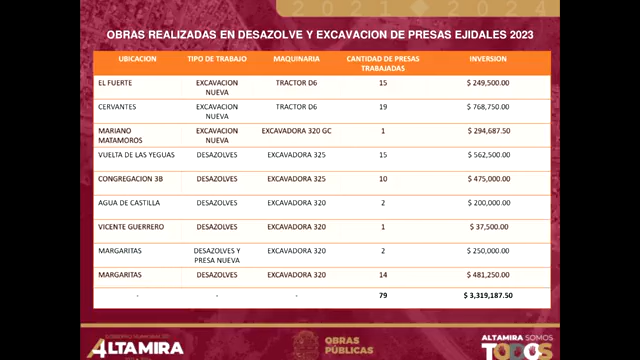 2021 2024
OBRAS REALIZADAS EN DESAZOLVE Y EXCAVACION DE PRESAS EJIDALES 2023
UBICACION TIPO DE TRABAJO MAQUINARIA CANTIDAD DE PRESAS TRABAJADAS INVERSION
EL FUERTE EXCAVACION NUEVA TRACTOR D6 15 $ 249,500.00
CERVANTES EXCAVACION NUEVA TRACTOR D6 19 $ 768,750.00
MARIANO MATAMOROS EXCAVACION NUEVA EXCAVADORA 320 GC 1 $ 294,687.50
VUELTA DE LAS YEGUAS DESAZOLVES EXCAVADORA 325 15 $ 562,500.00
CONGREGACION 3B DESAZOLVES EXCAVADORA 325 10 $ 475,000.00
AGUA DE CASTILLA DESAZOLVES EXCAVADORA 320 2 $ 200,000.00
VICENTE GUERRERO DESAZOLVES EXCAVADORA 320 1 $ 37,500.00
MARGARITAS DESAZOLVES Y PRESA NUEVA EXCAVADORA 320 2 $ 250,000.00
MARGARITAS DESAZOLVES EXCAVADORA 320 14 $ 481,250.00
- - - 79 $ 3,319,187.50
ALTAMIRA
OBRAS
PÚBLICAS
ALTAMIRA SOMOS
TODOS